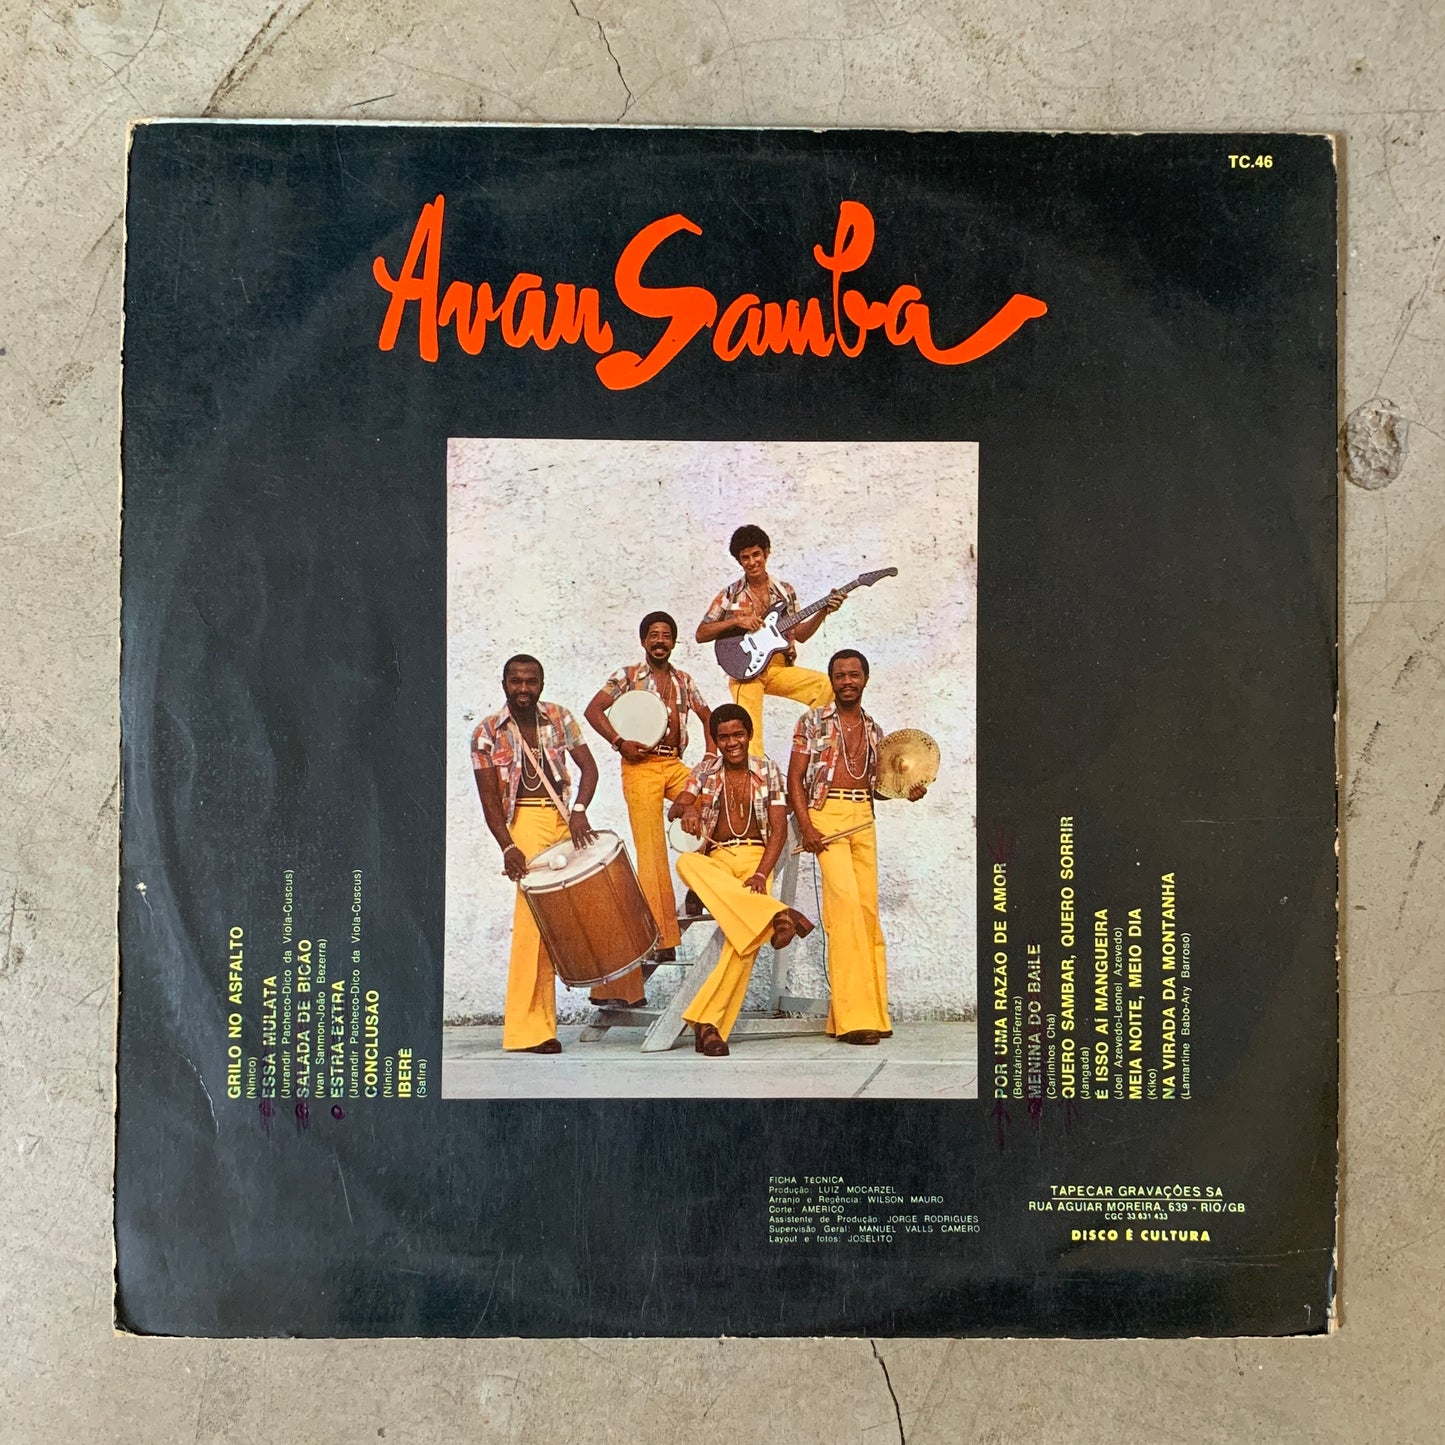 TC.46
Avan Samba
GRILO NO ASFALTO
(Ninico)
ESSA MULATA
(Jurandir Pacheco-Dico da Viola-Cuscus)
SALADA DE BICÃO
(Ivan Sanmon-João Bezerra)
ESTRA-EXTRA
(Jurandir Pacheco-Dico da Viola-Cuscus)
CONCLUSÃO
(Ninico)
IBERÊ
(Safira)
POR UMA RAZÃO DE AMOR
(Belizário-DiFerraz)
MENINA DO BAILE
(Carlinhos Chá)
QUERO SAMBAR, QUERO SORRIR
(Jangada)
É ISSO AÍ MANGUEIRA
(Joel Azevedo-Leonel Azevedo)
MEIA NOITE, MEIO DIA
(Kiko)
NA VIRADA DA MONTANHA
(Lamartine Babo-Ary Barroso)
FICHA TÉCNICA
Produção: LUIZ MOCARZEL
Arranjo e Regência: WILSON MAURO
Corte: AMERICO
Assistente de Produção: JORGE RODRIGUES
Supervisão Geral: MANUEL VALLS CAMERO
Layout e fotos: JOSELITO
TAPECAR GRAVAÇÕES SA
RUA AGUIAR MOREIRA, 639 - RIO/GB
CGC 33 631 433
DISCO É CULTURA